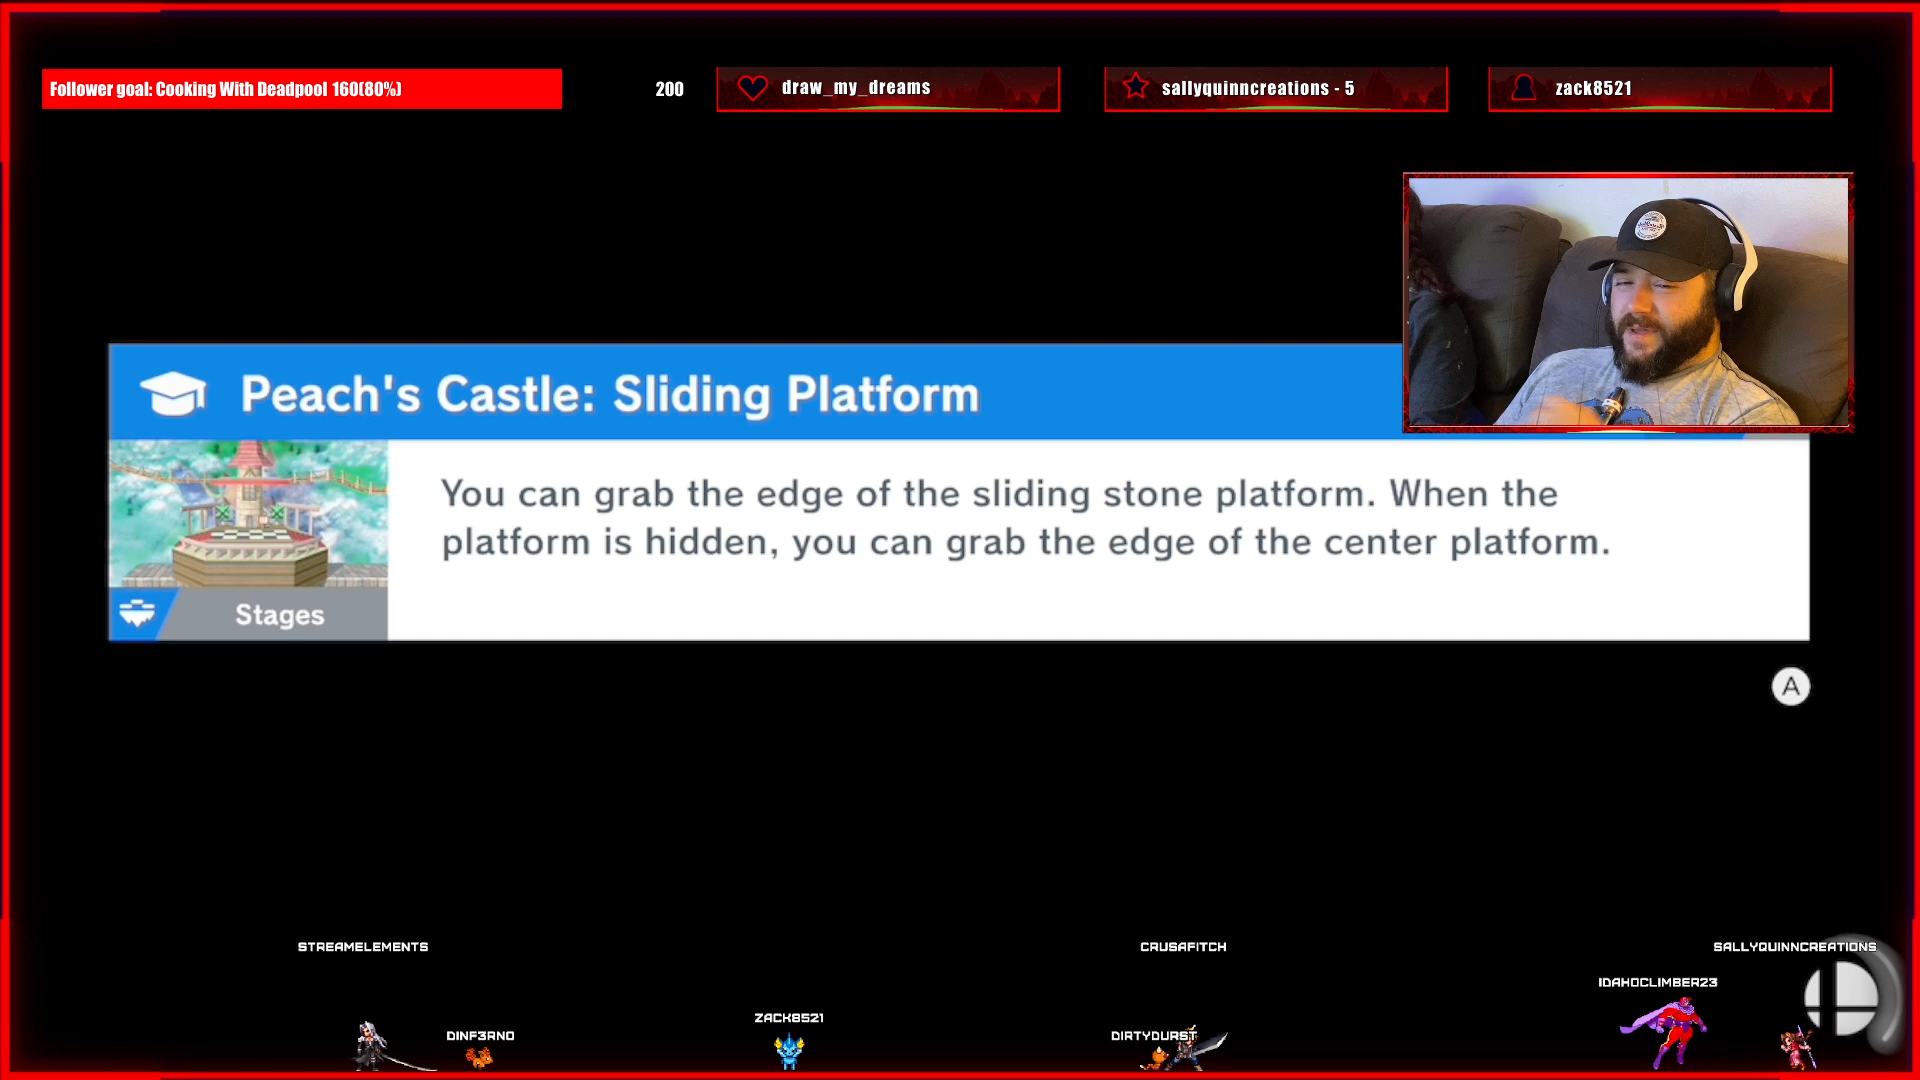 Follower goal: Cooking With Deadpool 160(80%)
200
draw_my_dreams
sallyquinncreations - 5
zack8521
Peach's Castle: Sliding Platform
You can grab the edge of the sliding stone platform. When the
platform is hidden, you can grab the edge of the center platform.
Stages
A
STREAMELEMENTS
CRUSAFITCH
SALLYQUINNCREATIONS
IDAHOCLIMBER23
ZACK8521
DINF3RNO
DIRTYDURST